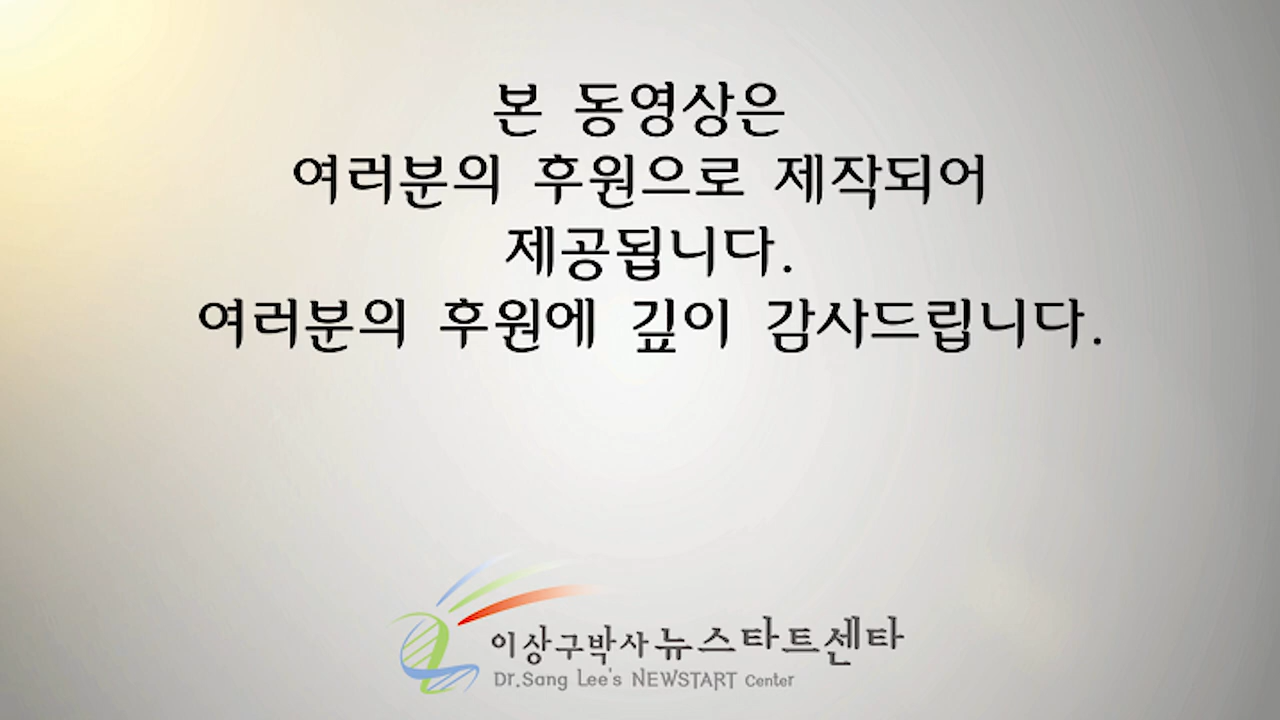 본 동영상은
여러분의 후원으로 제작되어
제공됩니다.
여러분의 후원에 깊이 감사드립니다.
이상구박사 뉴스타트센타
Dr.Sang Lee's NEWSTART Center